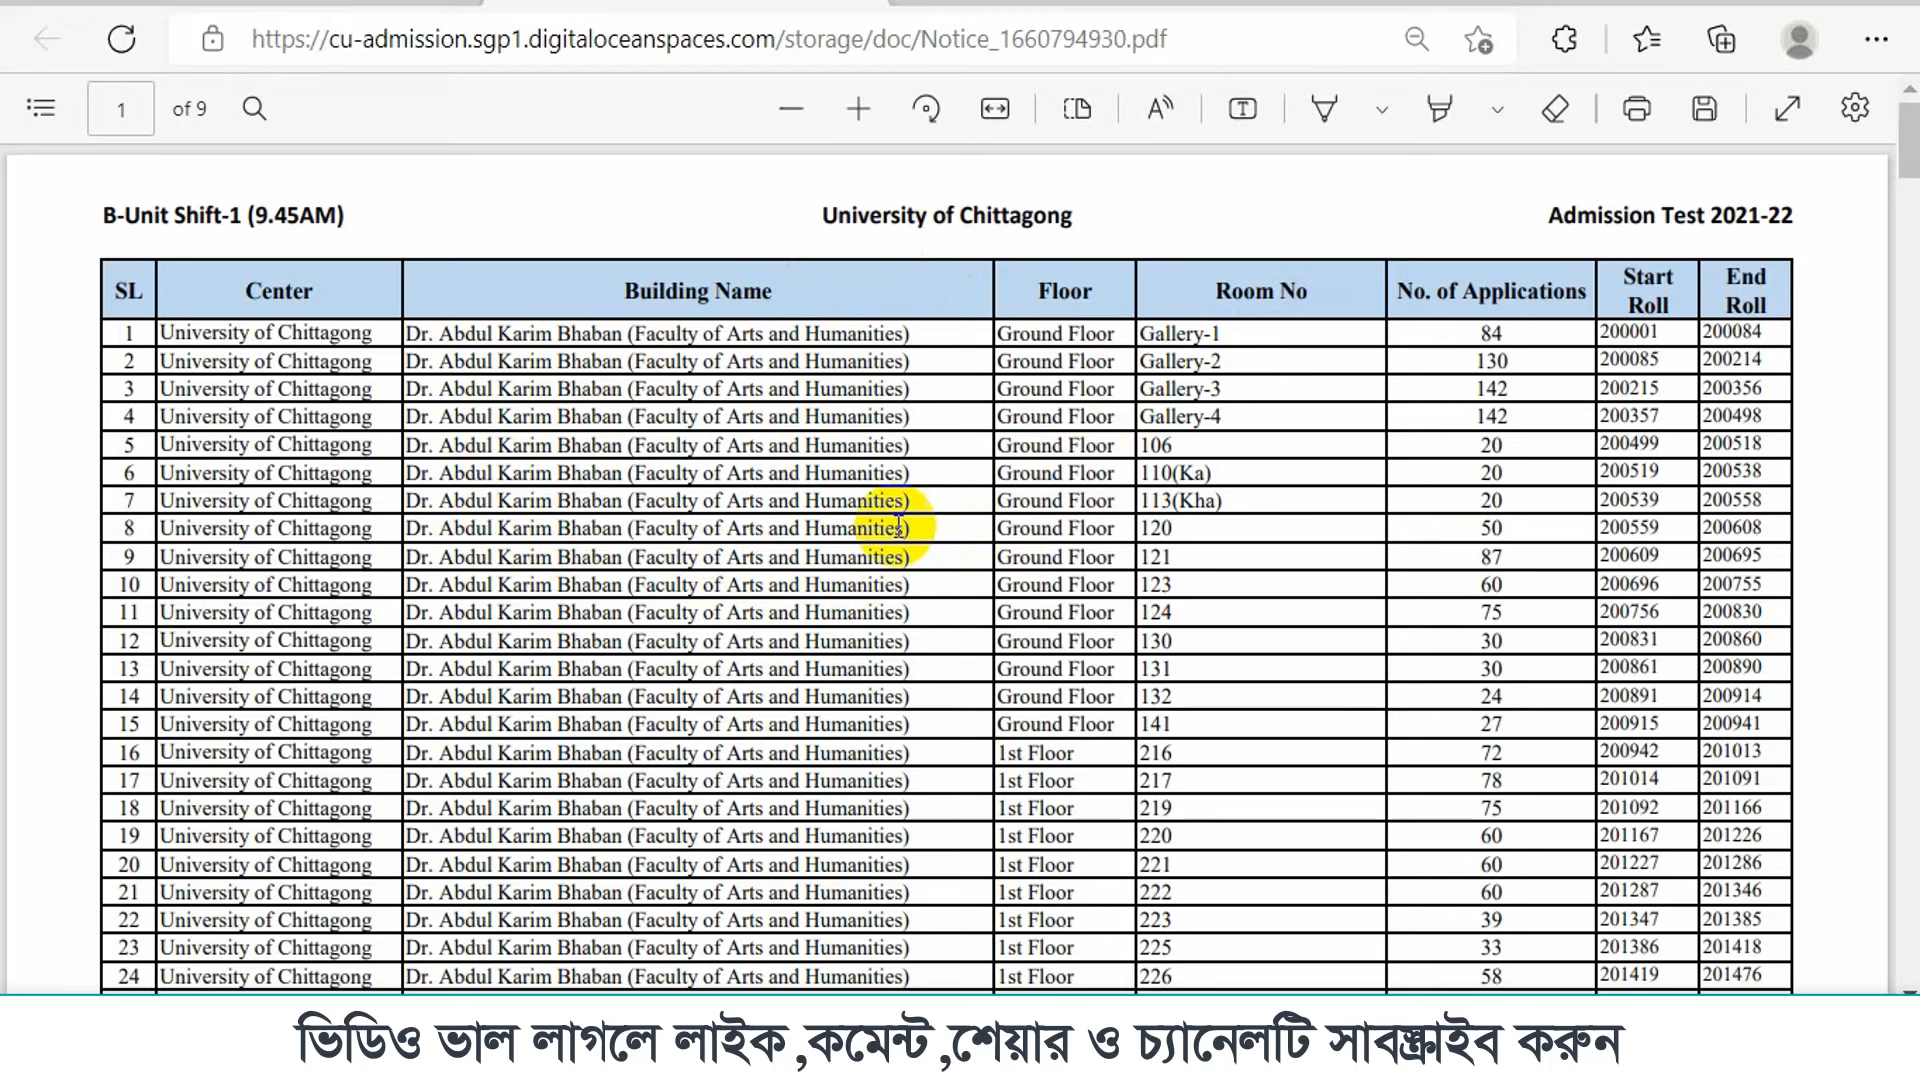 https://cu-admission.sgp1.digitaloceanspaces.com/storage/doc/Notice_1660794930.pdf
1 of 9
B-Unit Shift-1 (9.45AM) University of Chittagong Admission Test 2021-22
SL Center Building Name Floor Room No No. of Applications Start Roll End Roll
1 University of Chittagong Dr. Abdul Karim Bhaban (Faculty of Arts and Humanities) Ground Floor Gallery-1 84 200001 200084
2 University of Chittagong Dr. Abdul Karim Bhaban (Faculty of Arts and Humanities) Ground Floor Gallery-2 130 200085 200214
3 University of Chittagong Dr. Abdul Karim Bhaban (Faculty of Arts and Humanities) Ground Floor Gallery-3 142 200215 200356
4 University of Chittagong Dr. Abdul Karim Bhaban (Faculty of Arts and Humanities) Ground Floor Gallery-4 142 200357 200498
5 University of Chittagong Dr. Abdul Karim Bhaban (Faculty of Arts and Humanities) Ground Floor 106 20 200499 200518
6 University of Chittagong Dr. Abdul Karim Bhaban (Faculty of Arts and Humanities) Ground Floor 110(Ka) 20 200519 200538
7 University of Chittagong Dr. Abdul Karim Bhaban (Faculty of Arts and Humanities) Ground Floor 113(Kha) 20 200539 200558
8 University of Chittagong Dr. Abdul Karim Bhaban (Faculty of Arts and Humanities) Ground Floor 120 50 200559 200608
9 University of Chittagong Dr. Abdul Karim Bhaban (Faculty of Arts and Humanities) Ground Floor 121 87 200609 200695
10 University of Chittagong Dr. Abdul Karim Bhaban (Faculty of Arts and Humanities) Ground Floor 123 60 200696 200755
11 University of Chittagong Dr. Abdul Karim Bhaban (Faculty of Arts and Humanities) Ground Floor 124 75 200756 200830
12 University of Chittagong Dr. Abdul Karim Bhaban (Faculty of Arts and Humanities) Ground Floor 130 30 200831 200860
13 University of Chittagong Dr. Abdul Karim Bhaban (Faculty of Arts and Humanities) Ground Floor 131 30 200861 200890
14 University of Chittagong Dr. Abdul Karim Bhaban (Faculty of Arts and Humanities) Ground Floor 132 24 200891 200914
15 University of Chittagong Dr. Abdul Karim Bhaban (Faculty of Arts and Humanities) Ground Floor 141 27 200915 200941
16 University of Chittagong Dr. Abdul Karim Bhaban (Faculty of Arts and Humanities) 1st Floor 216 72 200942 201013
17 University of Chittagong Dr. Abdul Karim Bhaban (Faculty of Arts and Humanities) 1st Floor 217 78 201014 201091
18 University of Chittagong Dr. Abdul Karim Bhaban (Faculty of Arts and Humanities) 1st Floor 219 75 201092 201166
19 University of Chittagong Dr. Abdul Karim Bhaban (Faculty of Arts and Humanities) 1st Floor 220 60 201167 201226
20 University of Chittagong Dr. Abdul Karim Bhaban (Faculty of Arts and Humanities) 1st Floor 221 60 201227 201286
21 University of Chittagong Dr. Abdul Karim Bhaban (Faculty of Arts and Humanities) 1st Floor 222 60 201287 201346
22 University of Chittagong Dr. Abdul Karim Bhaban (Faculty of Arts and Humanities) 1st Floor 223 39 201347 201385
23 University of Chittagong Dr. Abdul Karim Bhaban (Faculty of Arts and Humanities) 1st Floor 225 33 201386 201418
24 University of Chittagong Dr. Abdul Karim Bhaban (Faculty of Arts and Humanities) 1st Floor 226 58 201419 201476
ভিডিও ভাল লাগলে লাইক ,কমেন্ট ,শেয়ার ও চ্যানেলটি সাবস্ক্রাইব করুন